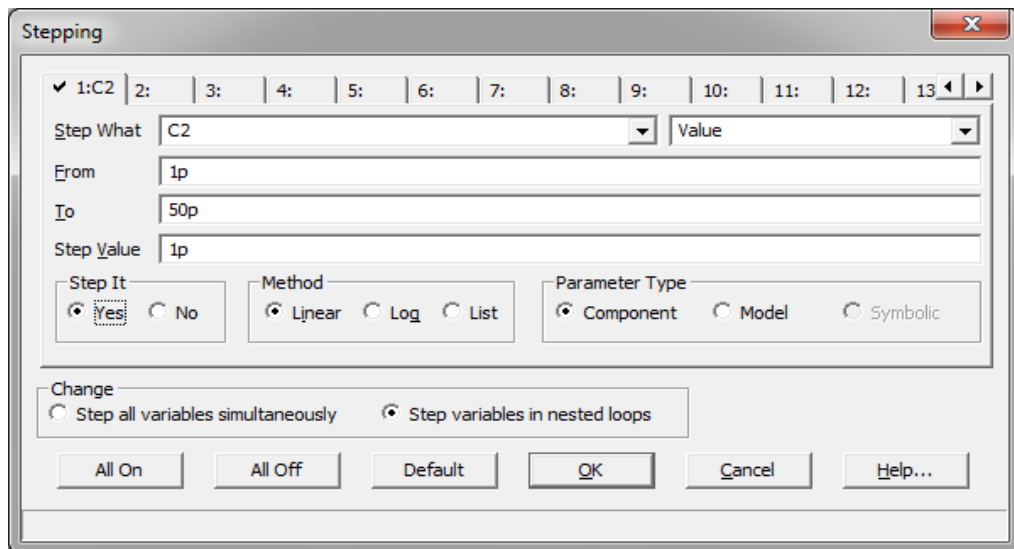 Stepping
1:C2 2: 3: 4: 5: 6: 7: 8: 9: 10: 11: 12: 13
Step What C2 Value
From 1p
To 50p
Step Value 1p
Step It Method Parameter Type
Yes No Linear Log List Component Model Symbolic
Change
Step all variables simultaneously Step variables in nested loops
All On All Off Default OK Cancel Help...